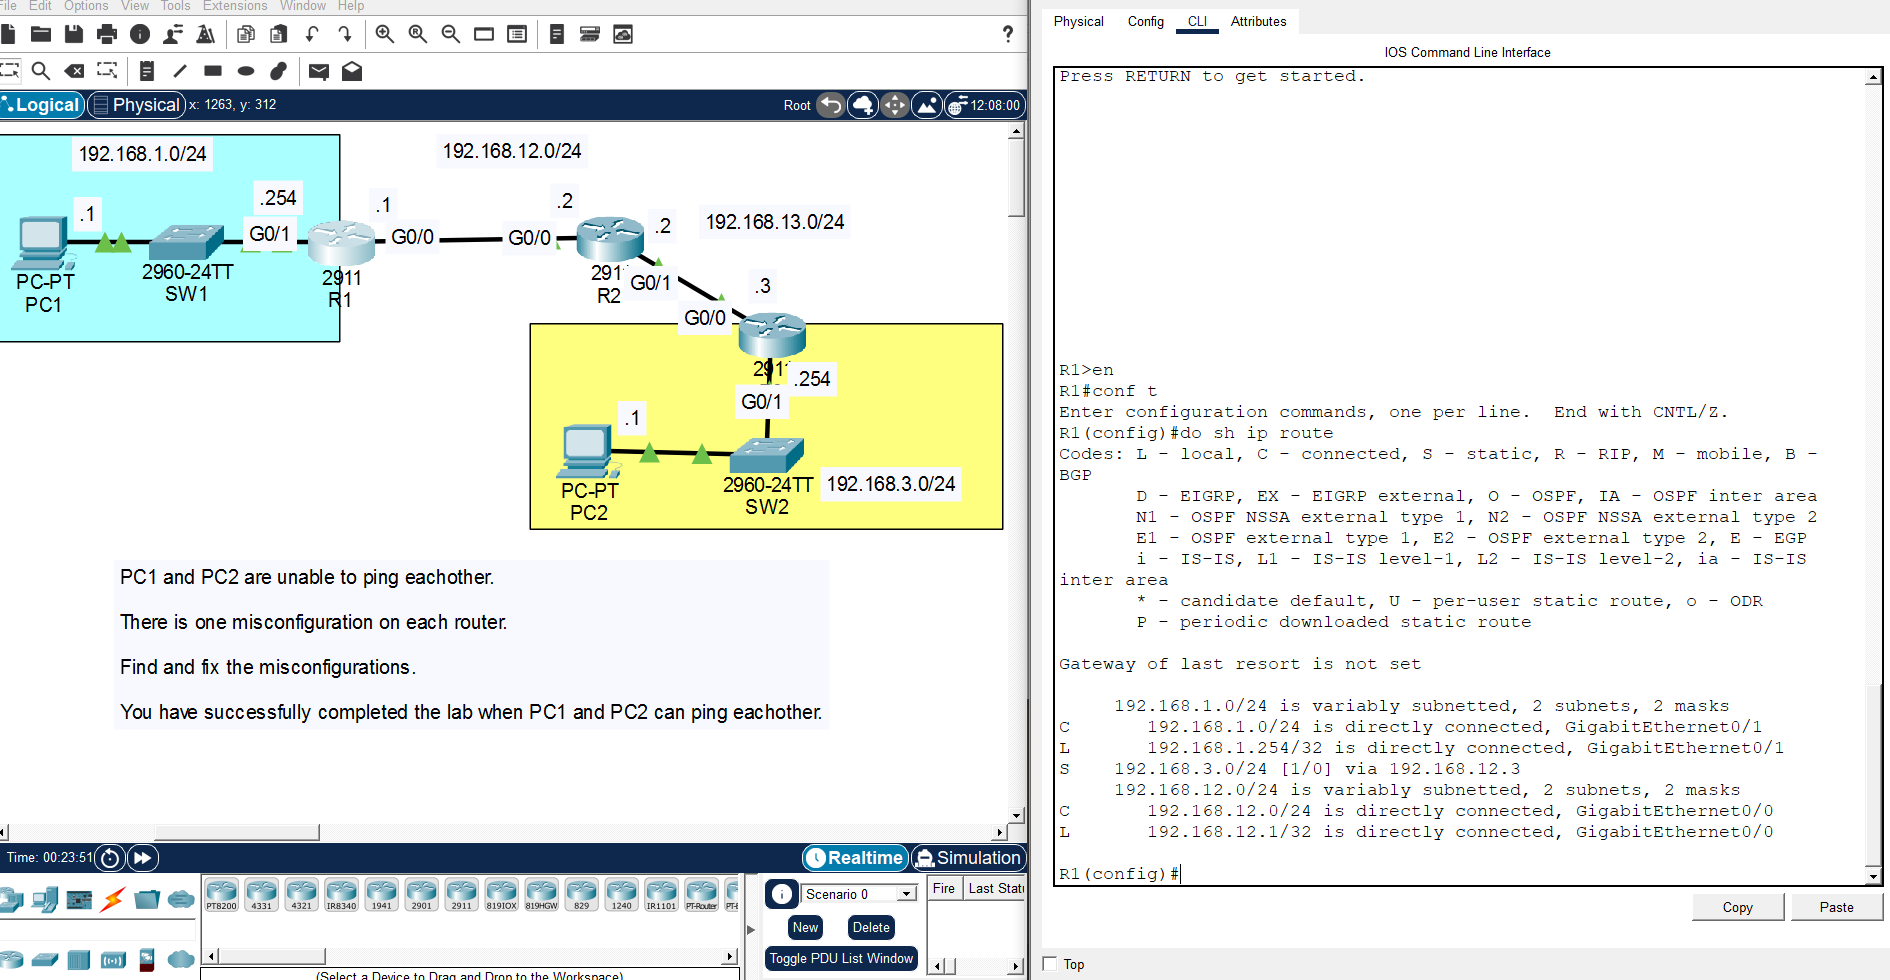 File Edit Options View Tools Extensions Window Help
?
Logical Physical x: 1263, y: 312 Root 12:08:00
192.168.1.0/24
192.168.12.0/24
.1
.254
G0/1
.1
G0/0
.2
G0/0
.2
192.168.13.0/24
PC-PT
PC1
2960-24TT
SW1
2911
R1
291
R2
G0/1
.3
G0/0
2911
.254
G0/1
.1
PC-PT
PC2
2960-24TT
SW2
192.168.3.0/24
PC1 and PC2 are unable to ping eachother.
There is one misconfiguration on each router.
Find and fix the misconfigurations.
You have successfully completed the lab when PC1 and PC2 can ping eachother.
Time: 00:23:51 Realtime Simulation
PT8200 4331 4321 IR8340 1941 2901 2911 819IOX 819HGW 829 1240 IR1101 PT-Router PT-E
(Select a Device to Drag and Drop to the Workspace)
Scenario 0
New Delete
Toggle PDU List Window
Fire Last Statu
Physical Config CLI Attributes
IOS Command Line Interface
Press RETURN to get started.
R1>en
R1#conf t
Enter configuration commands, one per line.  End with CNTL/Z.
R1(config)#do sh ip route
Codes: L - local, C - connected, S - static, R - RIP, M - mobile, B -
BGP
D - EIGRP, EX - EIGRP external, O - OSPF, IA - OSPF inter area
N1 - OSPF NSSA external type 1, N2 - OSPF NSSA external type 2
E1 - OSPF external type 1, E2 - OSPF external type 2, E - EGP
i - IS-IS, L1 - IS-IS level-1, L2 - IS-IS level-2, ia - IS-IS
inter area
* - candidate default, U - per-user static route, o - ODR
P - periodic downloaded static route
Gateway of last resort is not set
192.168.1.0/24 is variably subnetted, 2 subnets, 2 masks
C 192.168.1.0/24 is directly connected, GigabitEthernet0/1
L 192.168.1.254/32 is directly connected, GigabitEthernet0/1
S 192.168.3.0/24 [1/0] via 192.168.12.3
192.168.12.0/24 is variably subnetted, 2 subnets, 2 masks
C 192.168.12.0/24 is directly connected, GigabitEthernet0/0
L 192.168.12.1/32 is directly connected, GigabitEthernet0/0
R1(config)#
Copy Paste
Top